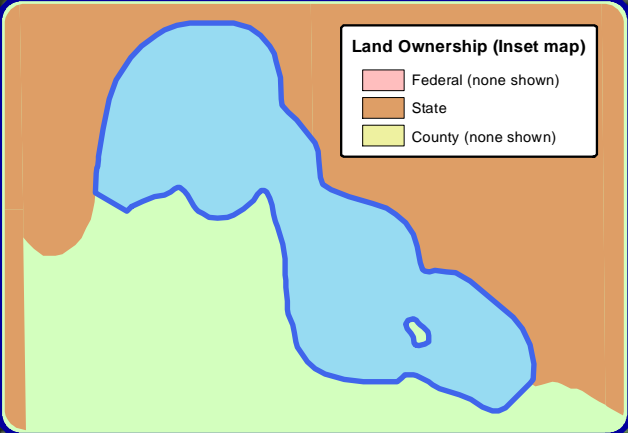 Land Ownership (Inset map)
Federal (none shown)
State
County (none shown)